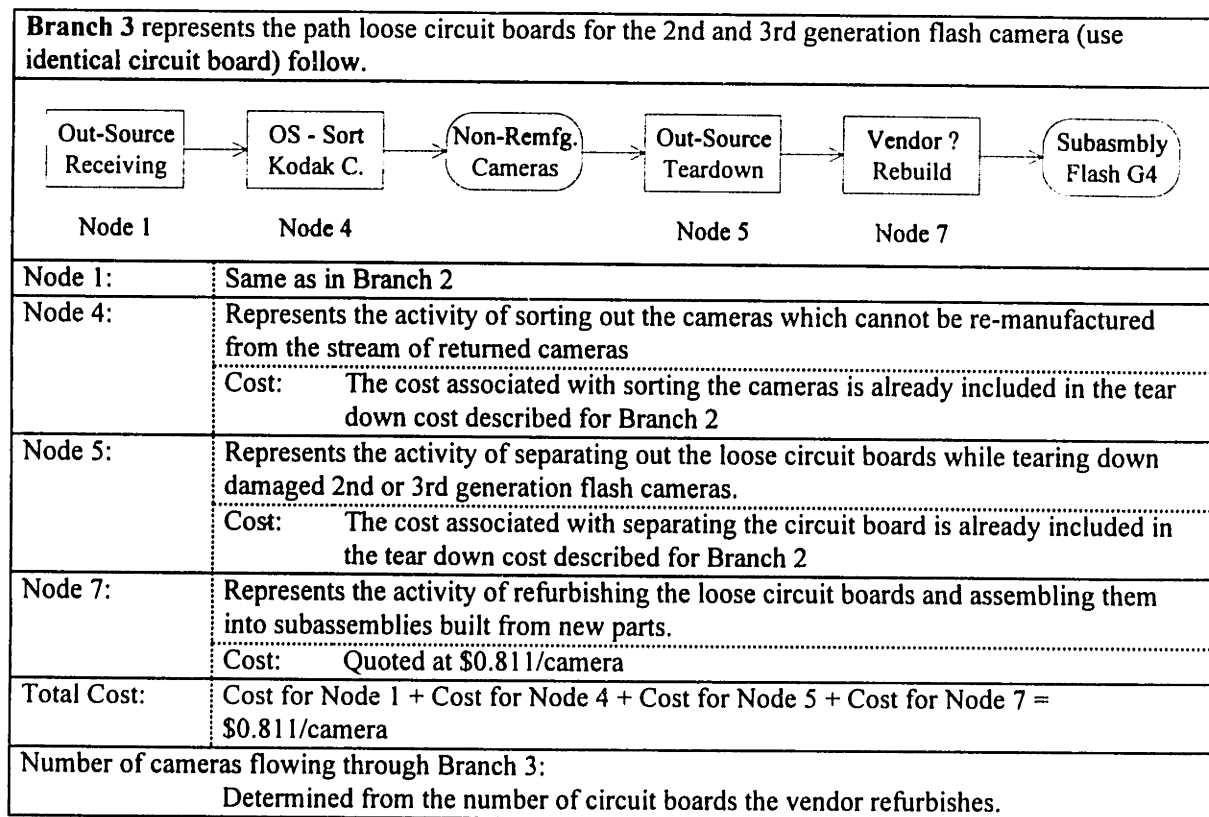 Branch 3 represents the path loose circuit boards for the 2nd and 3rd generation flash camera (use
identical circuit board) follow.
Out-Source
Receiving
OS - Sort
Kodak C.
Non-Remfg.
Cameras
Out-Source
Teardown
Vendor ?
Rebuild
Subasmbly
Flash G4
Node 1
Node 4
Node 5
Node 7
Node 1: Same as in Branch 2
Node 4: Represents the activity of sorting out the cameras which cannot be re-manufactured
from the stream of returned cameras
Cost: The cost associated with sorting the cameras is already included in the tear
down cost described for Branch 2
Node 5: Represents the activity of separating out the loose circuit boards while tearing down
damaged 2nd or 3rd generation flash cameras.
Cost: The cost associated with separating the circuit board is already included in
the tear down cost described for Branch 2
Node 7: Represents the activity of refurbishing the loose circuit boards and assembling them
into subassemblies built from new parts.
Cost: Quoted at $0.811/camera
Total Cost: Cost for Node 1 + Cost for Node 4 + Cost for Node 5 + Cost for Node 7 =
$0.811/camera
Number of cameras flowing through Branch 3:
Determined from the number of circuit boards the vendor refurbishes.